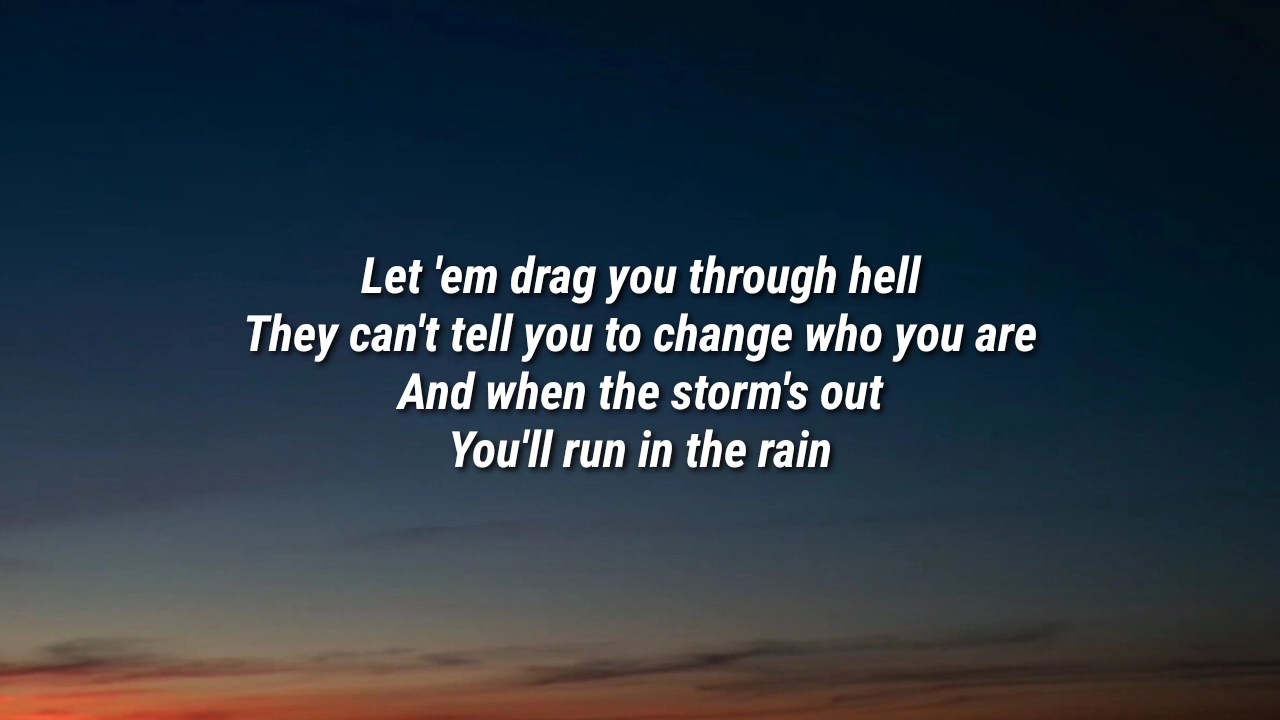 Let 'em drag you through hell
They can't tell you to change who you are
And when the storm's out
You'll run in the rain